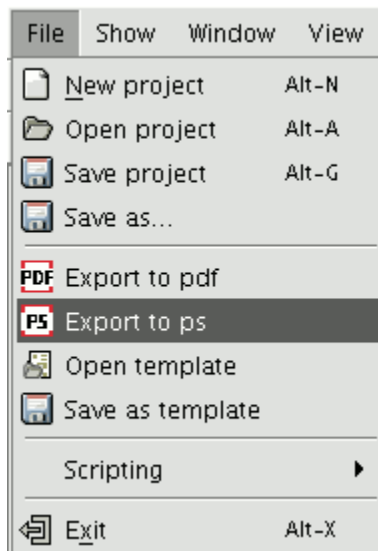 File Show Window View
New project Alt-N
Open project Alt-A
Save project Alt-G
Save as...
PDF Export to pdf
PS Export to ps
Open template
Save as template
Scripting
Exit Alt-X